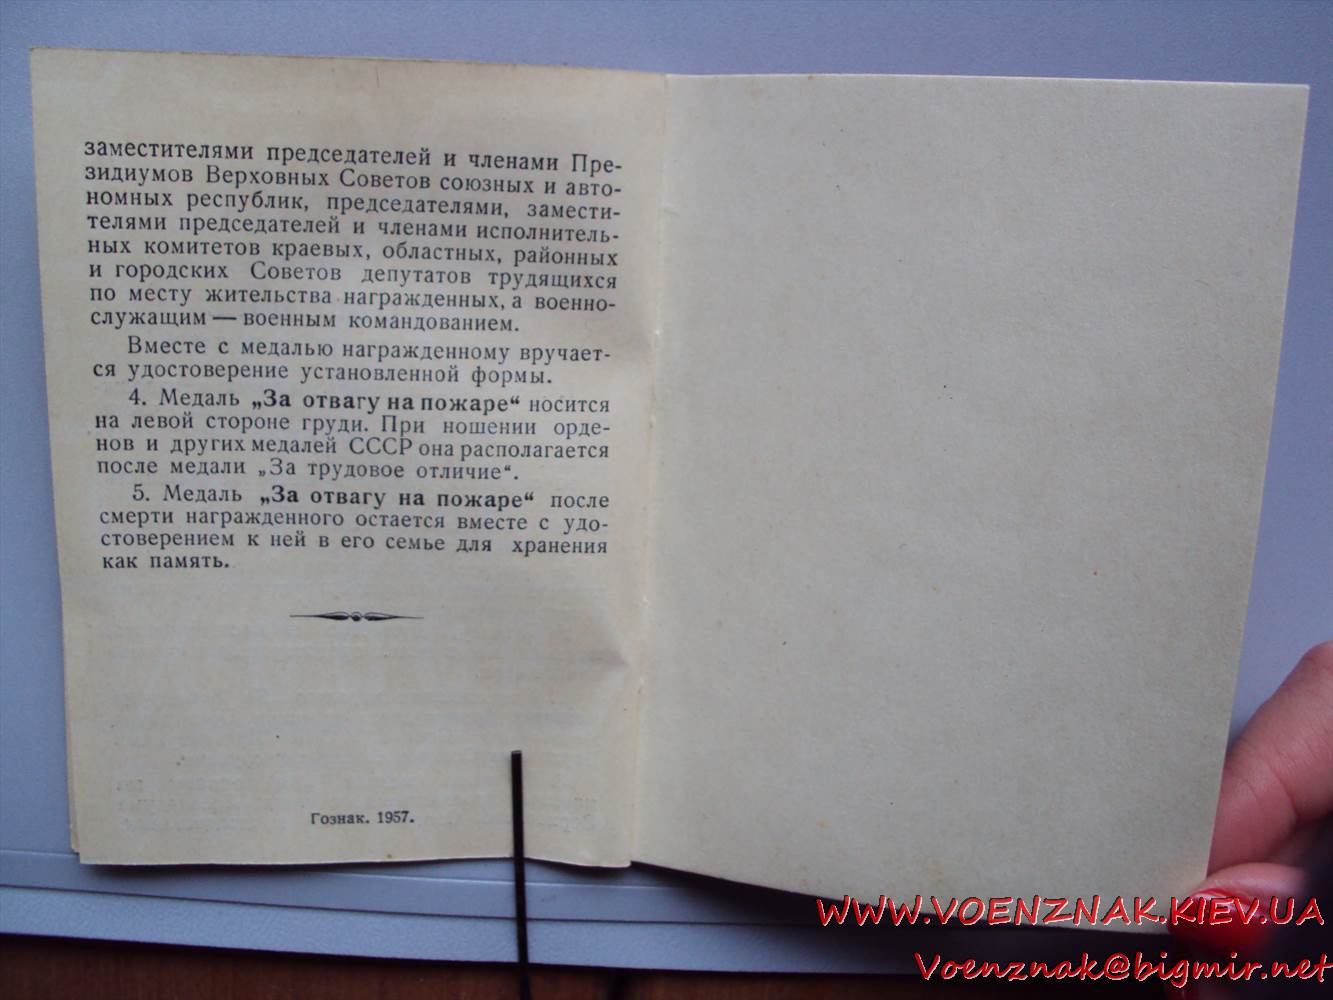 заместителями председателей и членами Пре-
зидиумов Верховных Советов союзных и авто-
номных республик, председателями, замести-
телями председателей и членами исполнитель-
ных комитетов краевых, областных, районных
и городских Советов депутатов трудящихся
по месту жительства награжденных, а военно-
служащим — военным командованием.
Вместе с медалью награжденному вручает-
ся удостоверение установленной формы.
4. Медаль „За отвагу на пожаре“ носится
на левой стороне груди. При ношении орде-
нов и других медалей СССР она располагается
после медали „За трудовое отличие“.
5. Медаль „За отвагу на пожаре“ после
смерти награжденного остается вместе с удо-
стоверением к ней в его семье для хранения
как память.
Гознак. 1957.
WWW.VOENZNAK.KIEV.UA
Voenznak@bigmir.net